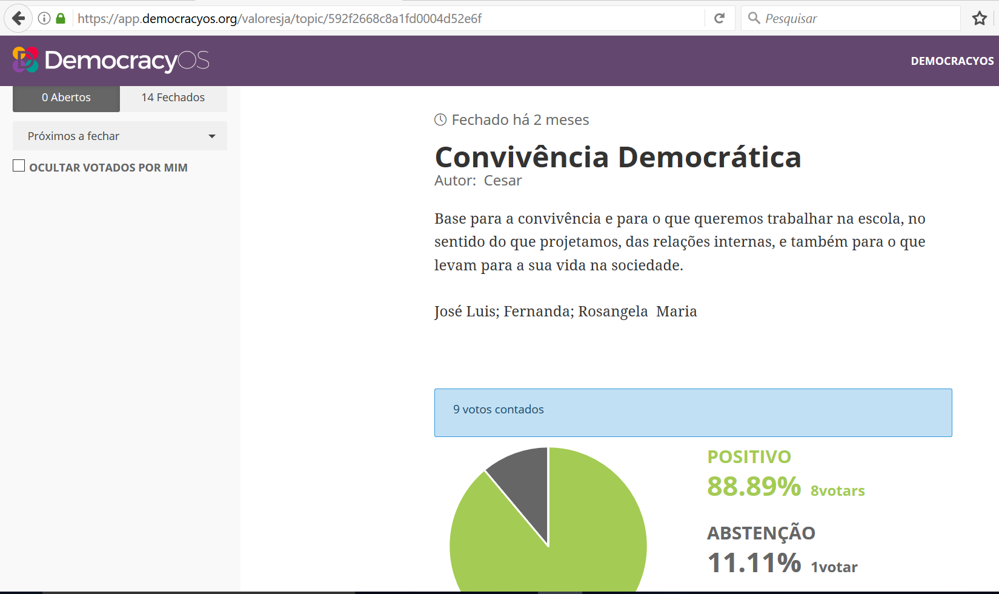 https://app.democracyos.org/valoresja/topic/592f2668c8a1fd0004d52e6f
Pesquisar
DemocracyOS
DEMOCRACYOS
0 Abertos
14 Fechados
Próximos a fechar
OCULTAR VOTADOS POR MIM
Fechado há 2 meses
Convivência Democrática
Autor: Cesar
Base para a convivência e para o que queremos trabalhar na escola, no
sentido do que projetamos, das relações internas, e também para o que
levam para a sua vida na sociedade.
José Luis; Fernanda; Rosangela Maria
9 votos contados
POSITIVO
88.89% 8votars
ABSTENÇÃO
11.11% 1votar